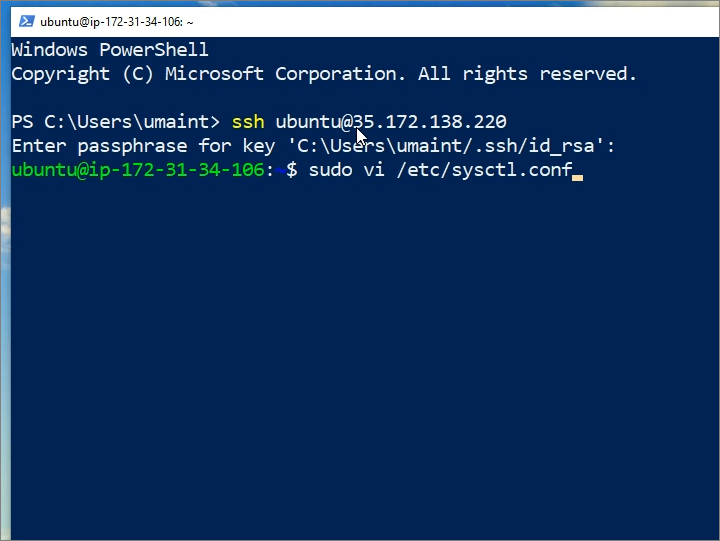 ubuntu@ip-172-31-34-106: ~
Windows PowerShell
Copyright (C) Microsoft Corporation. All rights reserved.
PS C:\Users\umaint> ssh ubuntu@35.172.138.220
Enter passphrase for key 'C:\Users\umaint/.ssh/id_rsa':
ubuntu@ip-172-31-34-106:~$ sudo vi /etc/sysctl.conf